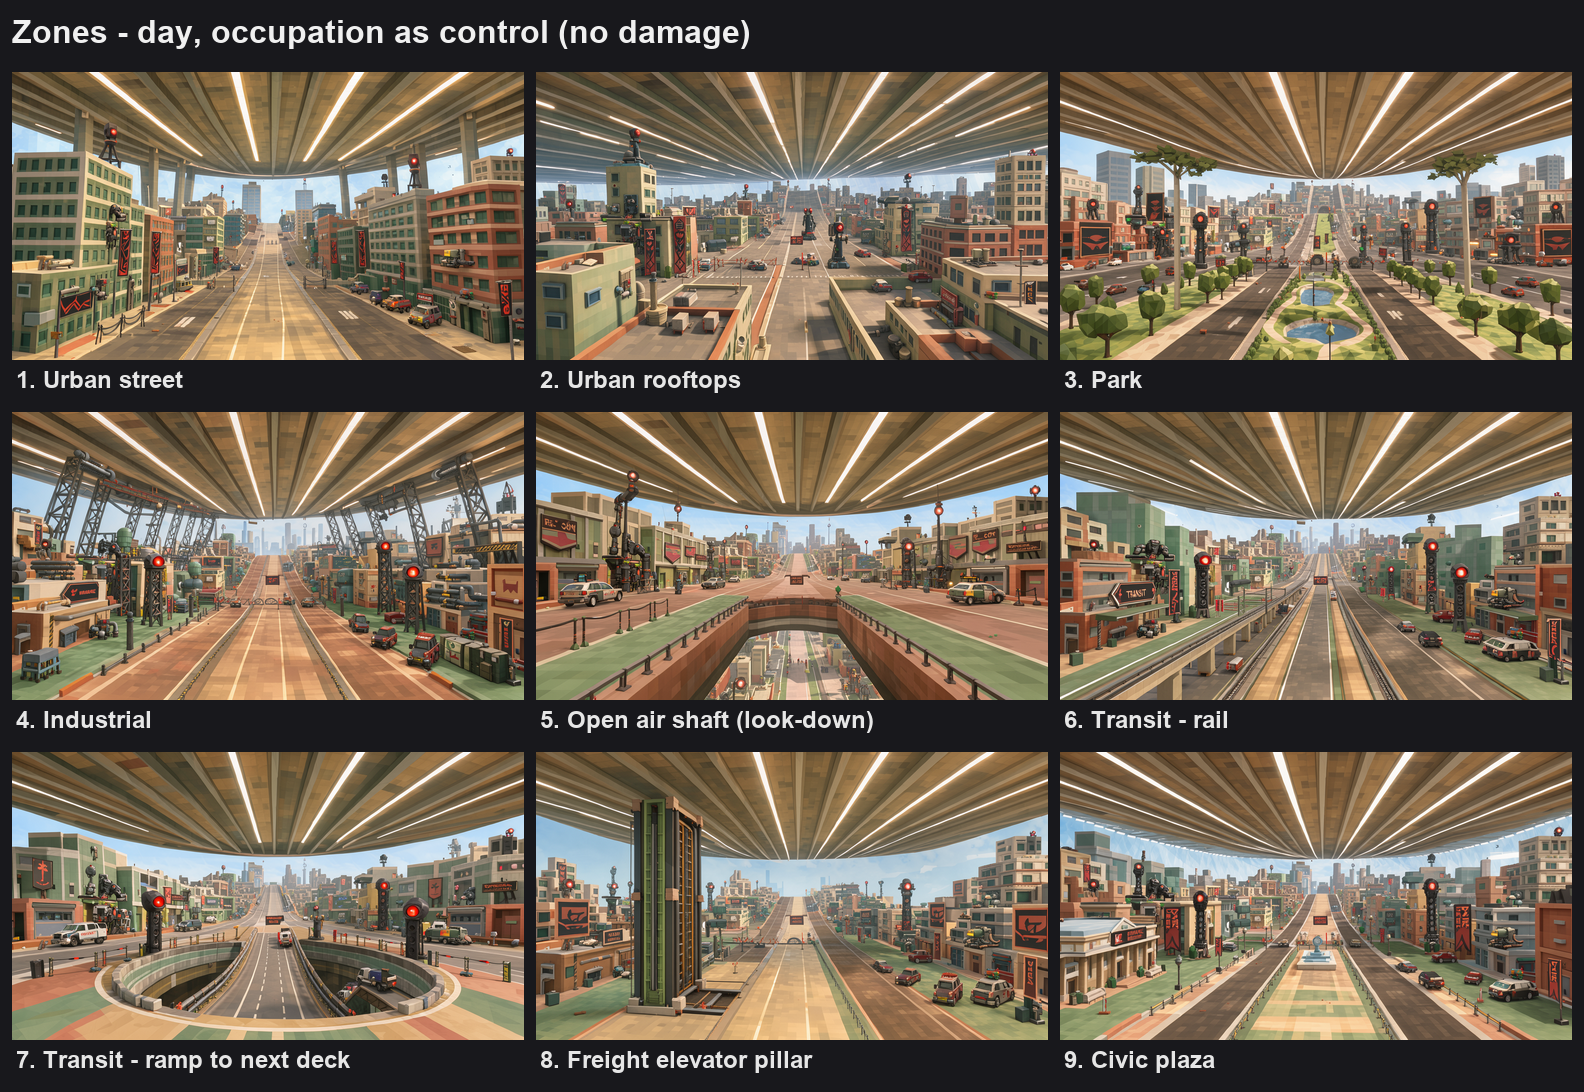 Zones - day, occupation as control (no damage)
1. Urban street
2. Urban rooftops
3. Park
TRANSIT
4. Industrial
5. Open air shaft (look-down)
6. Transit - rail
7. Transit - ramp to next deck
8. Freight elevator pillar
9. Civic plaza